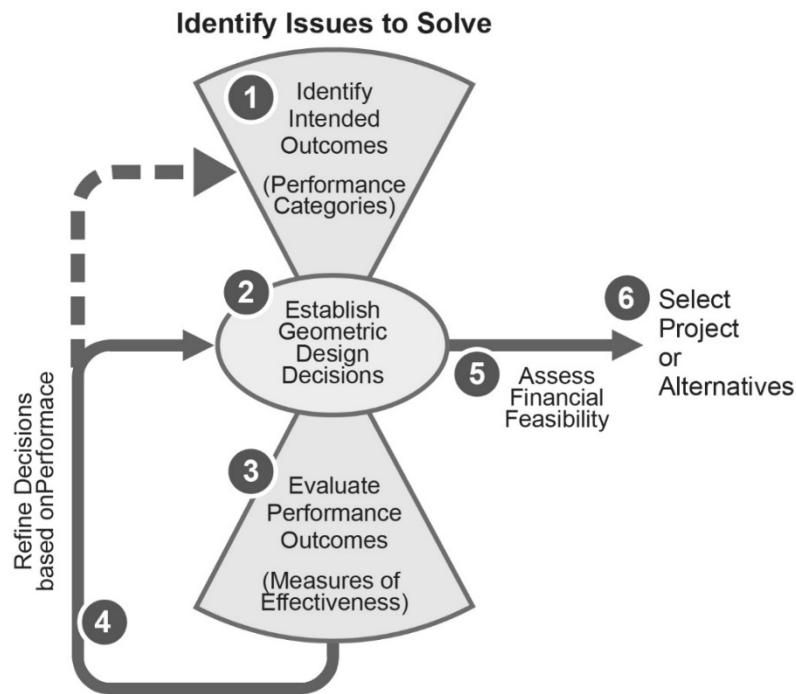 Identify Issues to Solve
1
Identify
Intended
Outcomes
(Performance
Categories)
2
Establish
Geometric
Design
Decisions
3
Evaluate
Performance
Outcomes
(Measures of
Effectiveness)
4
Refine Decisions
based onPerformace
5
Assess
Financial
Feasibility
6
Select
Project
or
Alternatives